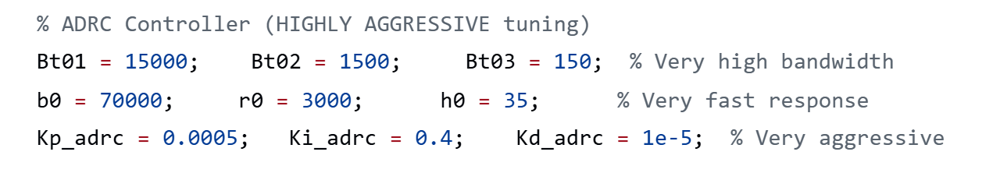 % ADRC Controller (HIGHLY AGGRESSIVE tuning)
Bt01 = 15000;    Bt02 = 1500;     Bt03 = 150;  % Very high bandwidth
b0 = 70000;     r0 = 3000;      h0 = 35;      % Very fast response
Kp_adrc = 0.0005;   Ki_adrc = 0.4;    Kd_adrc = 1e-5;  % Very aggressive